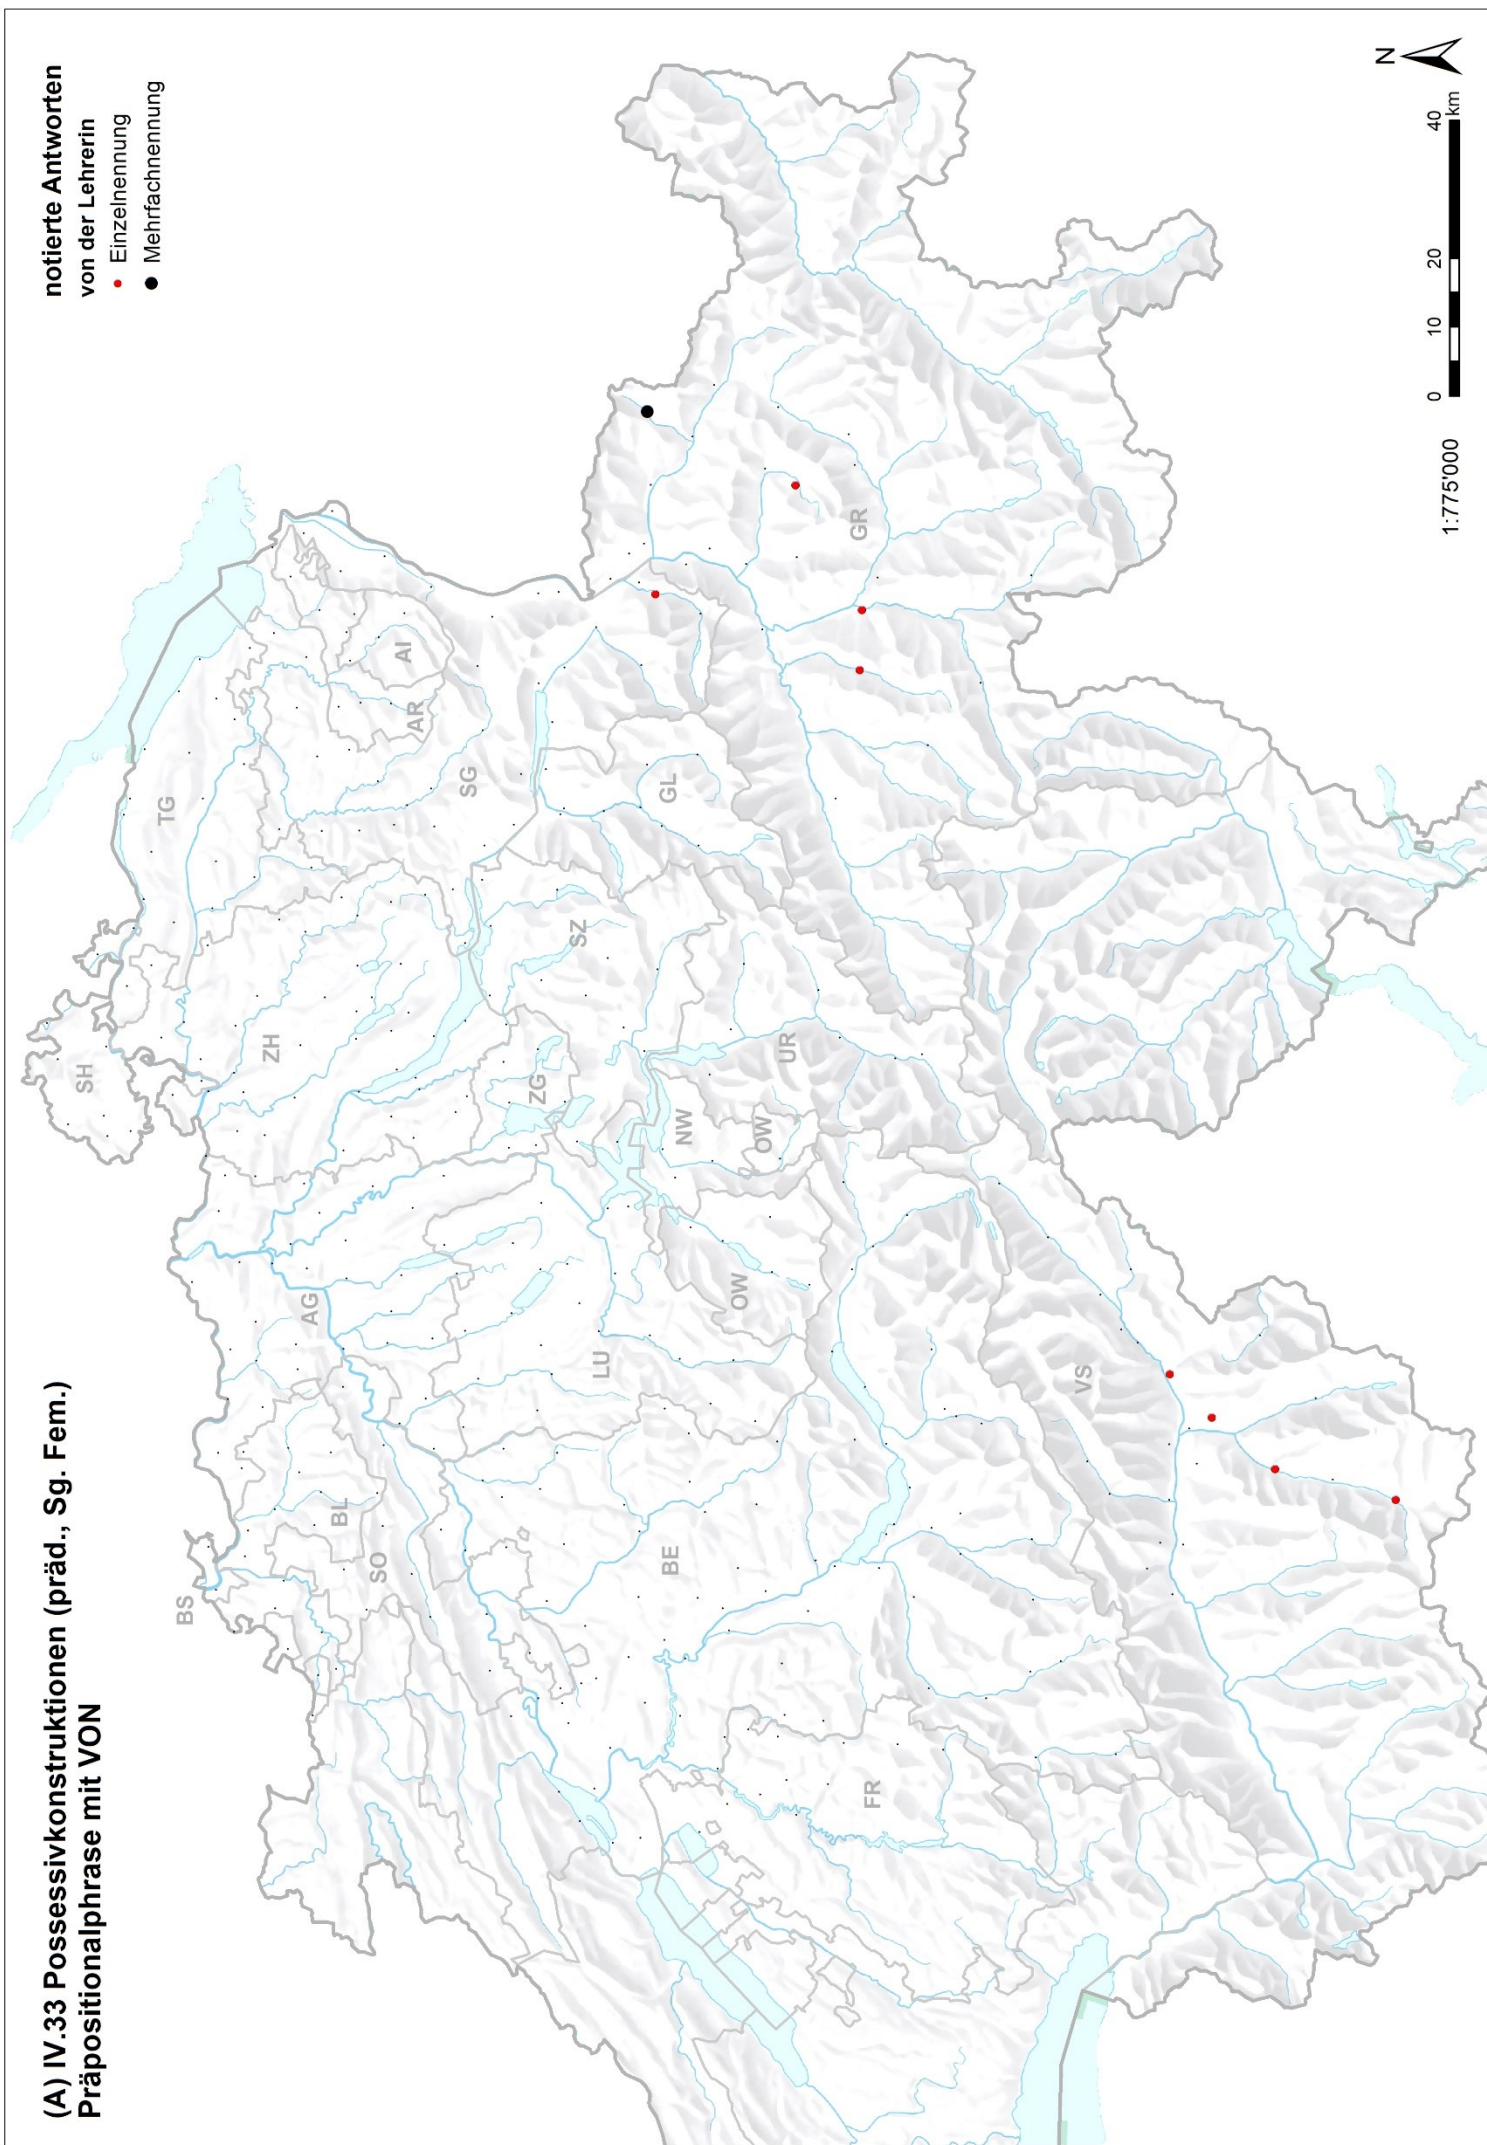 (A) IV.33 Possessivkonstruktionen (präd., Sg. Fem.)
Präpositionalphrase mit VON
notierte Antworten
von der Lehrerin
Einzelnennung
Mehrfachnennung
SH
BS
TG
ZH
AG
BL
SO
AR
AI
SG
ZG
SZ
LU
GL
BE
NW
OW
OW
UR
GR
FR
VS
N
0
10
20
40
km
1:775'000